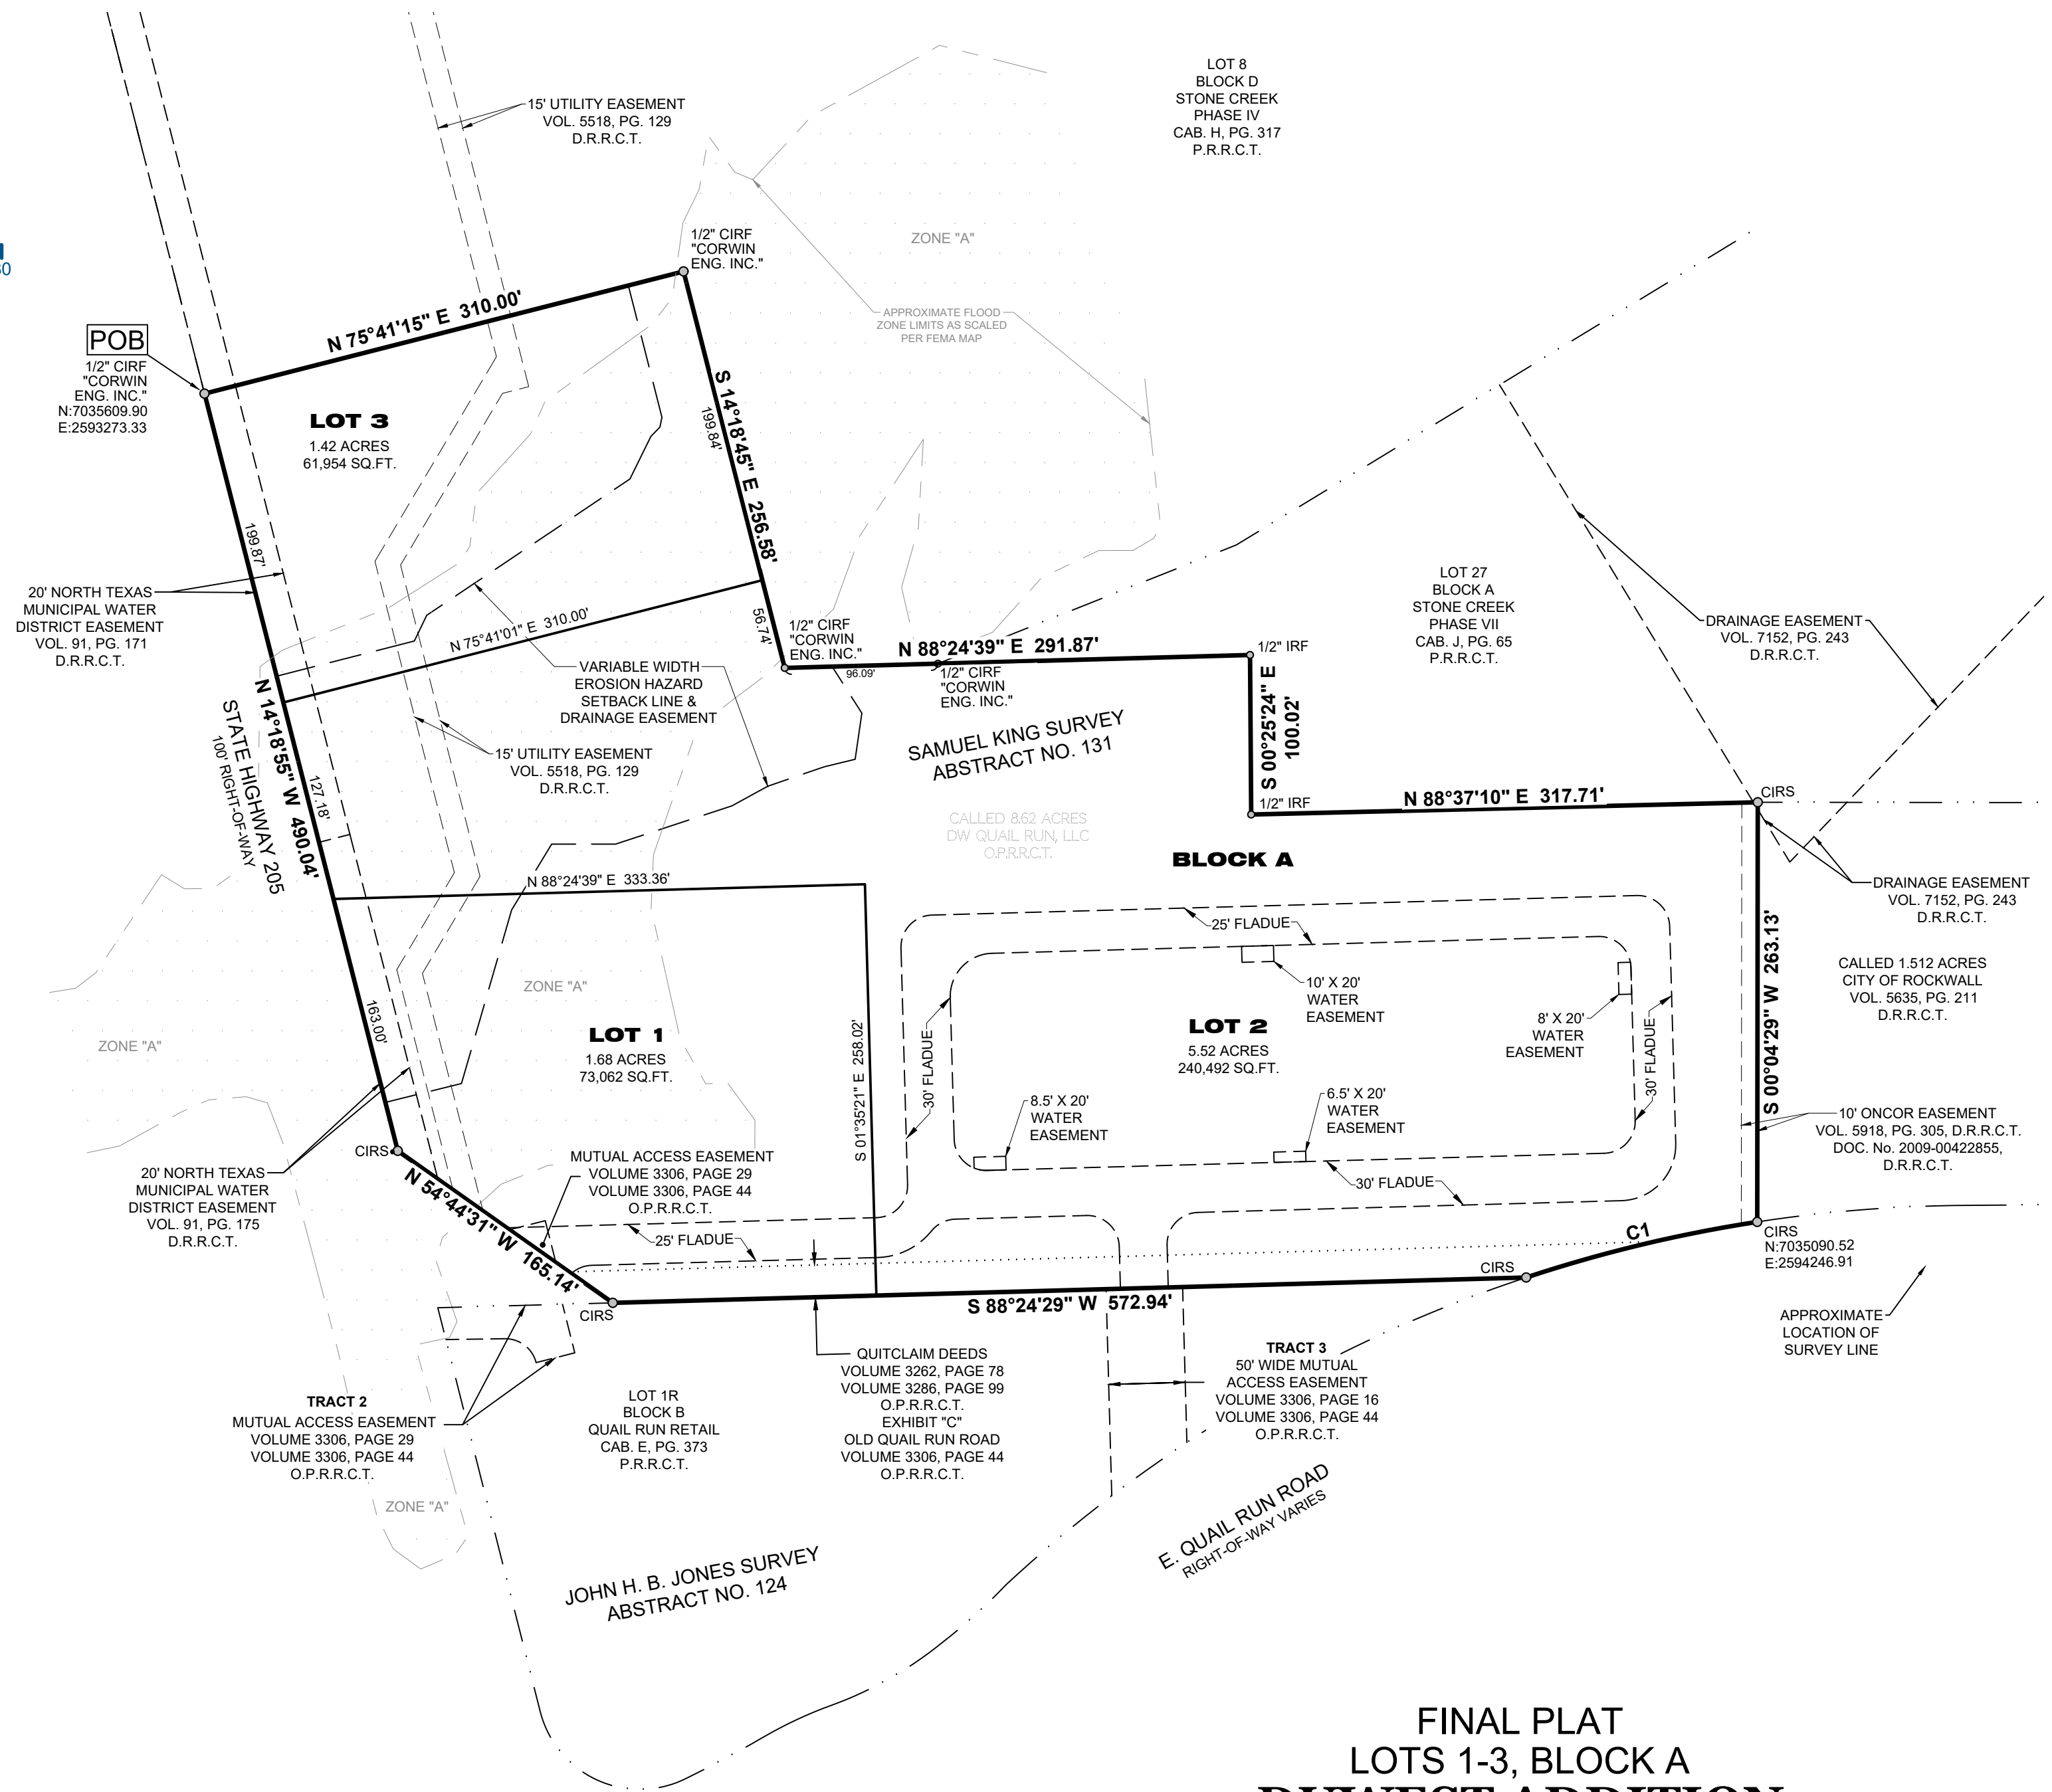 LOT 8
BLOCK D
STONE CREEK
PHASE IV
CAB. H, PG. 317
P.R.R.C.T.
15' UTILITY EASEMENT
VOL. 5518, PG. 129
D.R.R.C.T.
ZONE "A"
1/2" CIRF
"CORWIN
ENG. INC."
APPROXIMATE FLOOD
ZONE LIMITS AS SCALED
PER FEMA MAP
N 75°41'15" E 310.00'
POB
1/2" CIRF
"CORWIN
ENG. INC."
N:7035609.90
E:2593273.33
LOT 3
1.42 ACRES
61,954 SQ.FT.
S 14°18'45" E 256.58'
199.84'
56.74'
199.87'
20' NORTH TEXAS
MUNICIPAL WATER
DISTRICT EASEMENT
VOL. 91, PG. 171
D.R.R.C.T.
N 75°41'01" E 310.00'
1/2" CIRF
"CORWIN
ENG. INC."
N 88°24'39" E 291.87'
96.09'
1/2" CIRF
"CORWIN
ENG. INC."
1/2" IRF
S 00°25'24" E
100.02'
LOT 27
BLOCK A
STONE CREEK
PHASE VII
CAB. J, PG. 65
P.R.R.C.T.
DRAINAGE EASEMENT
VOL. 7152, PG. 243
D.R.R.C.T.
VARIABLE WIDTH
EROSION HAZARD
SETBACK LINE &
DRAINAGE EASEMENT
15' UTILITY EASEMENT
VOL. 5518, PG. 129
D.R.R.C.T.
SAMUEL KING SURVEY
ABSTRACT NO. 131
N 14°18'55" W 490.04'
STATE HIGHWAY 205
100' RIGHT-OF-WAY
127.18'
1/2" IRF
N 88°37'10" E 317.71'
CIRS
CALLED 8.62 ACRES
DW QUAIL RUN, LLC
O.P.R.R.C.T.
BLOCK A
N 88°24'39" E 333.36'
DRAINAGE EASEMENT
VOL. 7152, PG. 243
D.R.R.C.T.
25' FLADUE
S 00°04'29" W 263.13'
CALLED 1.512 ACRES
CITY OF ROCKWALL
VOL. 5635, PG. 211
D.R.R.C.T.
ZONE "A"
10' X 20'
WATER
EASEMENT
8' X 20'
WATER
EASEMENT
163.00'
LOT 1
1.68 ACRES
73,062 SQ.FT.
LOT 2
5.52 ACRES
240,492 SQ.FT.
ZONE "A"
S 01°35'21" E 258.02'
30' FLADUE
30' FLADUE
8.5' X 20'
WATER
EASEMENT
6.5' X 20'
WATER
EASEMENT
10' ONCOR EASEMENT
VOL. 5918, PG. 305, D.R.R.C.T.
DOC. No. 2009-00422855,
D.R.R.C.T.
CIRS
MUTUAL ACCESS EASEMENT
VOLUME 3306, PAGE 29
VOLUME 3306, PAGE 44
O.P.R.R.C.T.
20' NORTH TEXAS
MUNICIPAL WATER
DISTRICT EASEMENT
VOL. 91, PG. 175
D.R.R.C.T.
N 54°44'31" W 165.14'
30' FLADUE
25' FLADUE
C1
CIRS
N:7035090.52
E:2594246.91
CIRS
CIRS
S 88°24'29" W 572.94'
APPROXIMATE
LOCATION OF
SURVEY LINE
TRACT 2
MUTUAL ACCESS EASEMENT
VOLUME 3306, PAGE 29
VOLUME 3306, PAGE 44
O.P.R.R.C.T.
LOT 1R
BLOCK B
QUAIL RUN RETAIL
CAB. E, PG. 373
P.R.R.C.T.
QUITCLAIM DEEDS
VOLUME 3262, PAGE 78
VOLUME 3286, PAGE 99
O.P.R.R.C.T.
EXHIBIT "C"
OLD QUAIL RUN ROAD
VOLUME 3306, PAGE 44
O.P.R.R.C.T.
TRACT 3
50' WIDE MUTUAL
ACCESS EASEMENT
VOLUME 3306, PAGE 16
VOLUME 3306, PAGE 44
O.P.R.R.C.T.
ZONE "A"
E. QUAIL RUN ROAD
RIGHT-OF-WAY VARIES
JOHN H. B. JONES SURVEY
ABSTRACT NO. 124
FINAL PLAT
LOTS 1-3, BLOCK A
DUWEST ADDITION